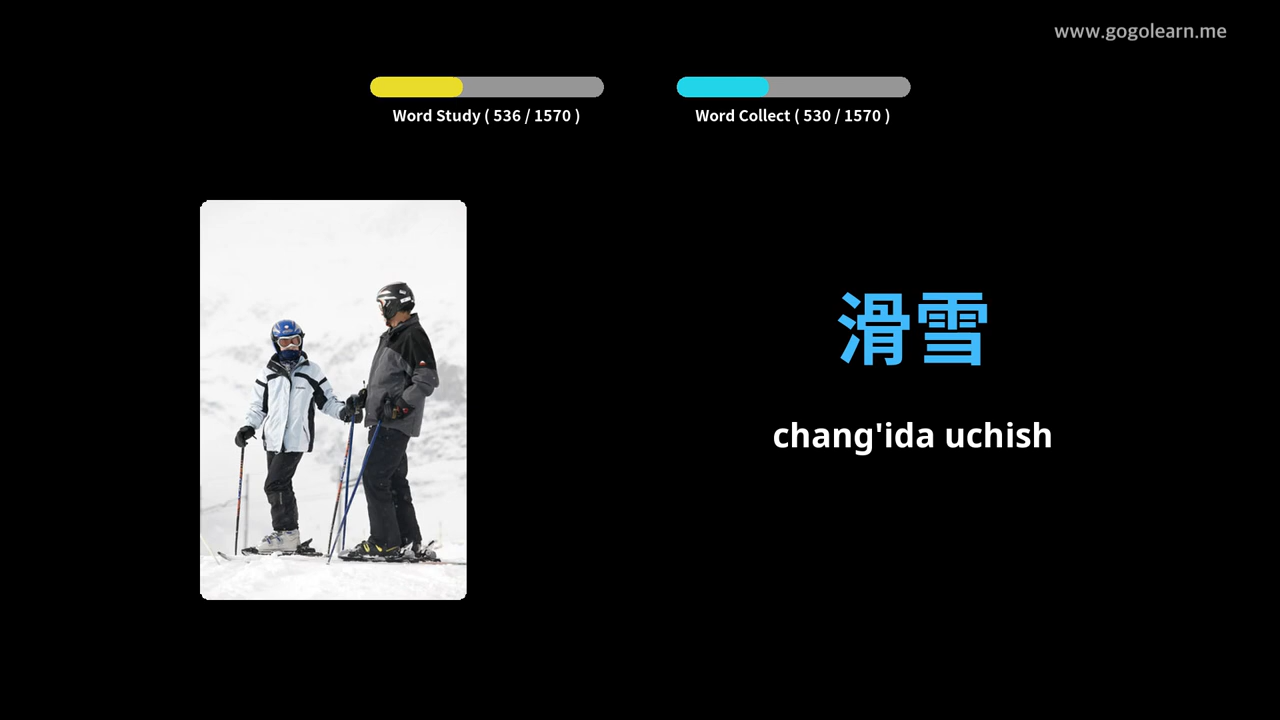 www.gogolearn.me
Word Study ( 536 / 1570 )
Word Collect ( 530 / 1570 )
滑雪
chang'ida uchish